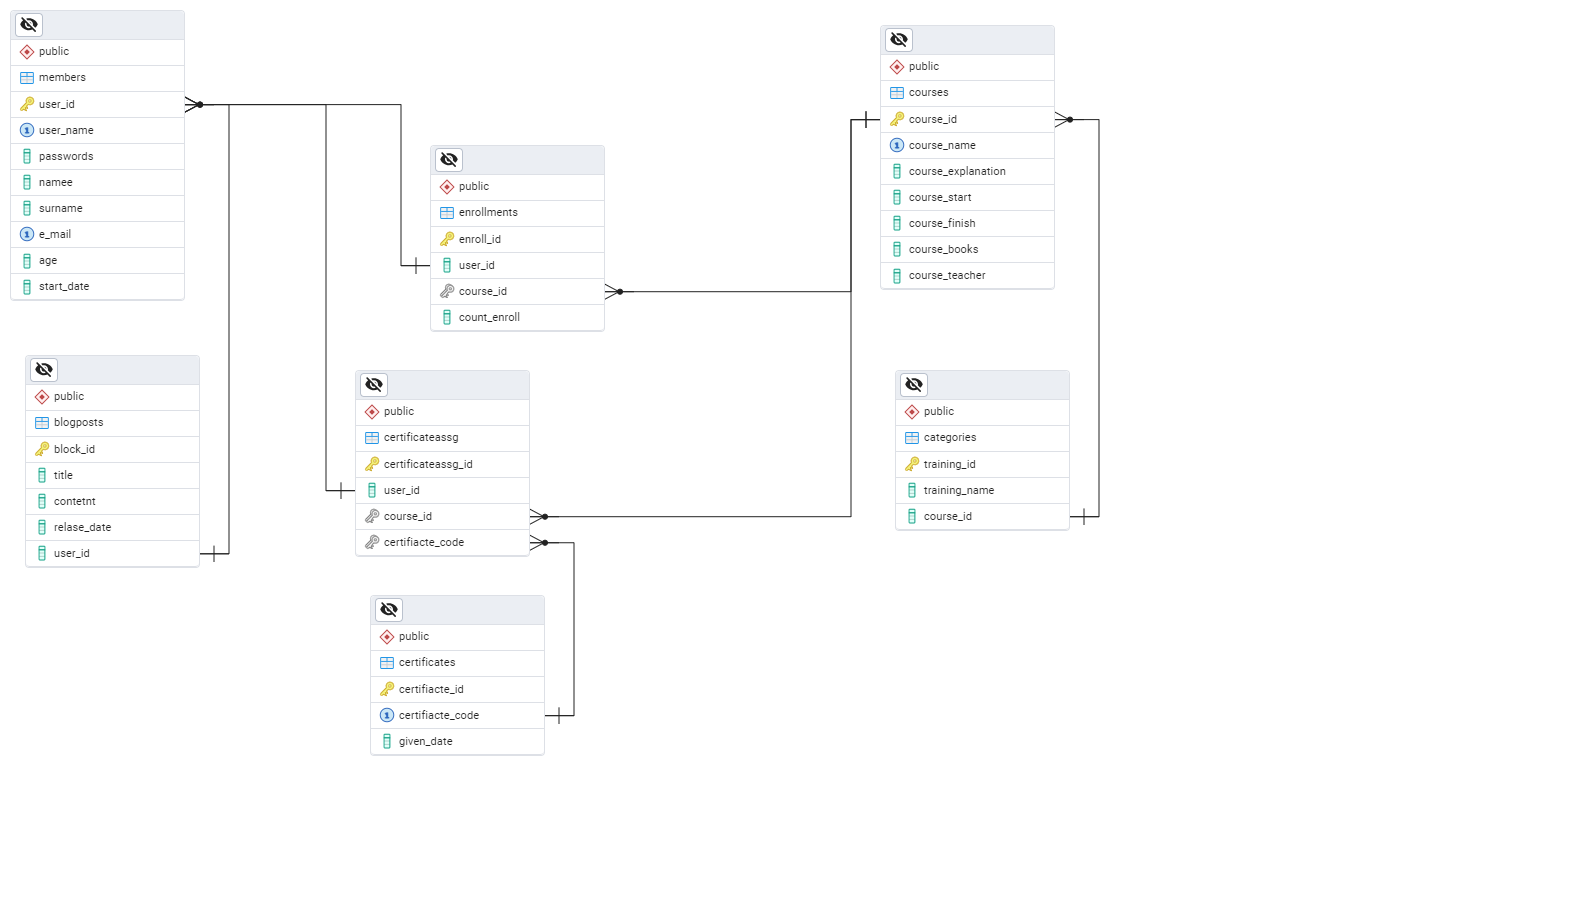 public
members
user_id
user_name
passwords
namee
surname
e_mail
age
start_date
public
enrollments
enroll_id
user_id
course_id
count_enroll
public
courses
course_id
course_name
course_explanation
course_start
course_finish
course_books
course_teacher
public
blogposts
block_id
title
contetnt
relase_date
user_id
public
certificateassg
certificateassg_id
user_id
course_id
certifiacte_code
public
categories
training_id
training_name
course_id
public
certificates
certifiacte_id
certifiacte_code
given_date